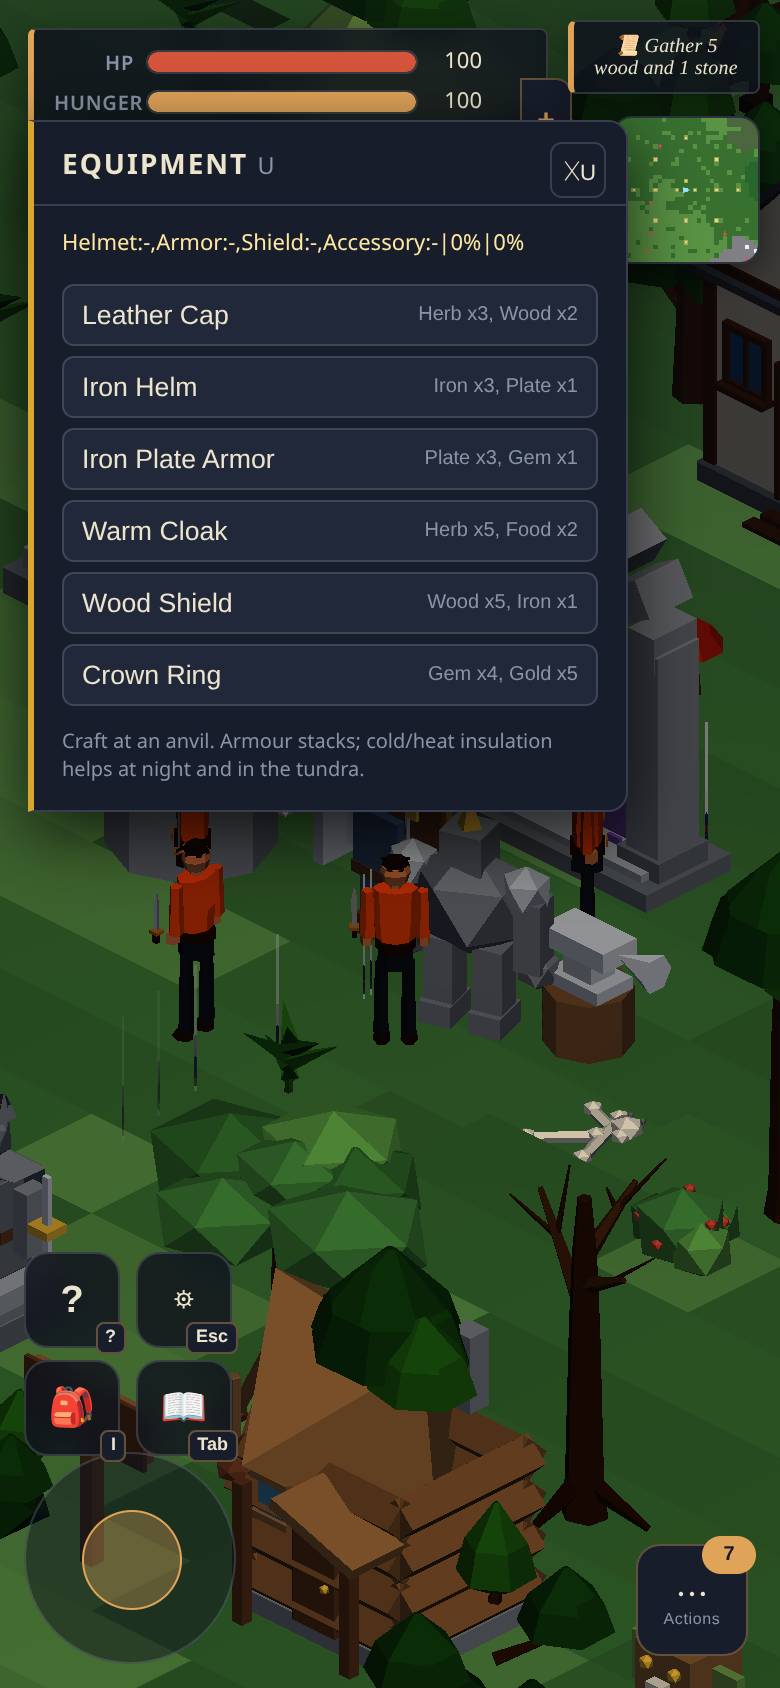 HP 100
📜 Gather 5
wood and 1 stone
HUNGER 100
+
EQUIPMENT U
╳U
Helmet:-,Armor:-,Shield:-,Accessory:-|0%|0%
Leather Cap Herb x3, Wood x2
Iron Helm Iron x3, Plate x1
Iron Plate Armor Plate x3, Gem x1
Warm Cloak Herb x5, Food x2
Wood Shield Wood x5, Iron x1
Crown Ring Gem x4, Gold x5
Craft at an anvil. Armour stacks; cold/heat insulation
helps at night and in the tundra.
?
?
Esc
I
Tab
7
...
Actions